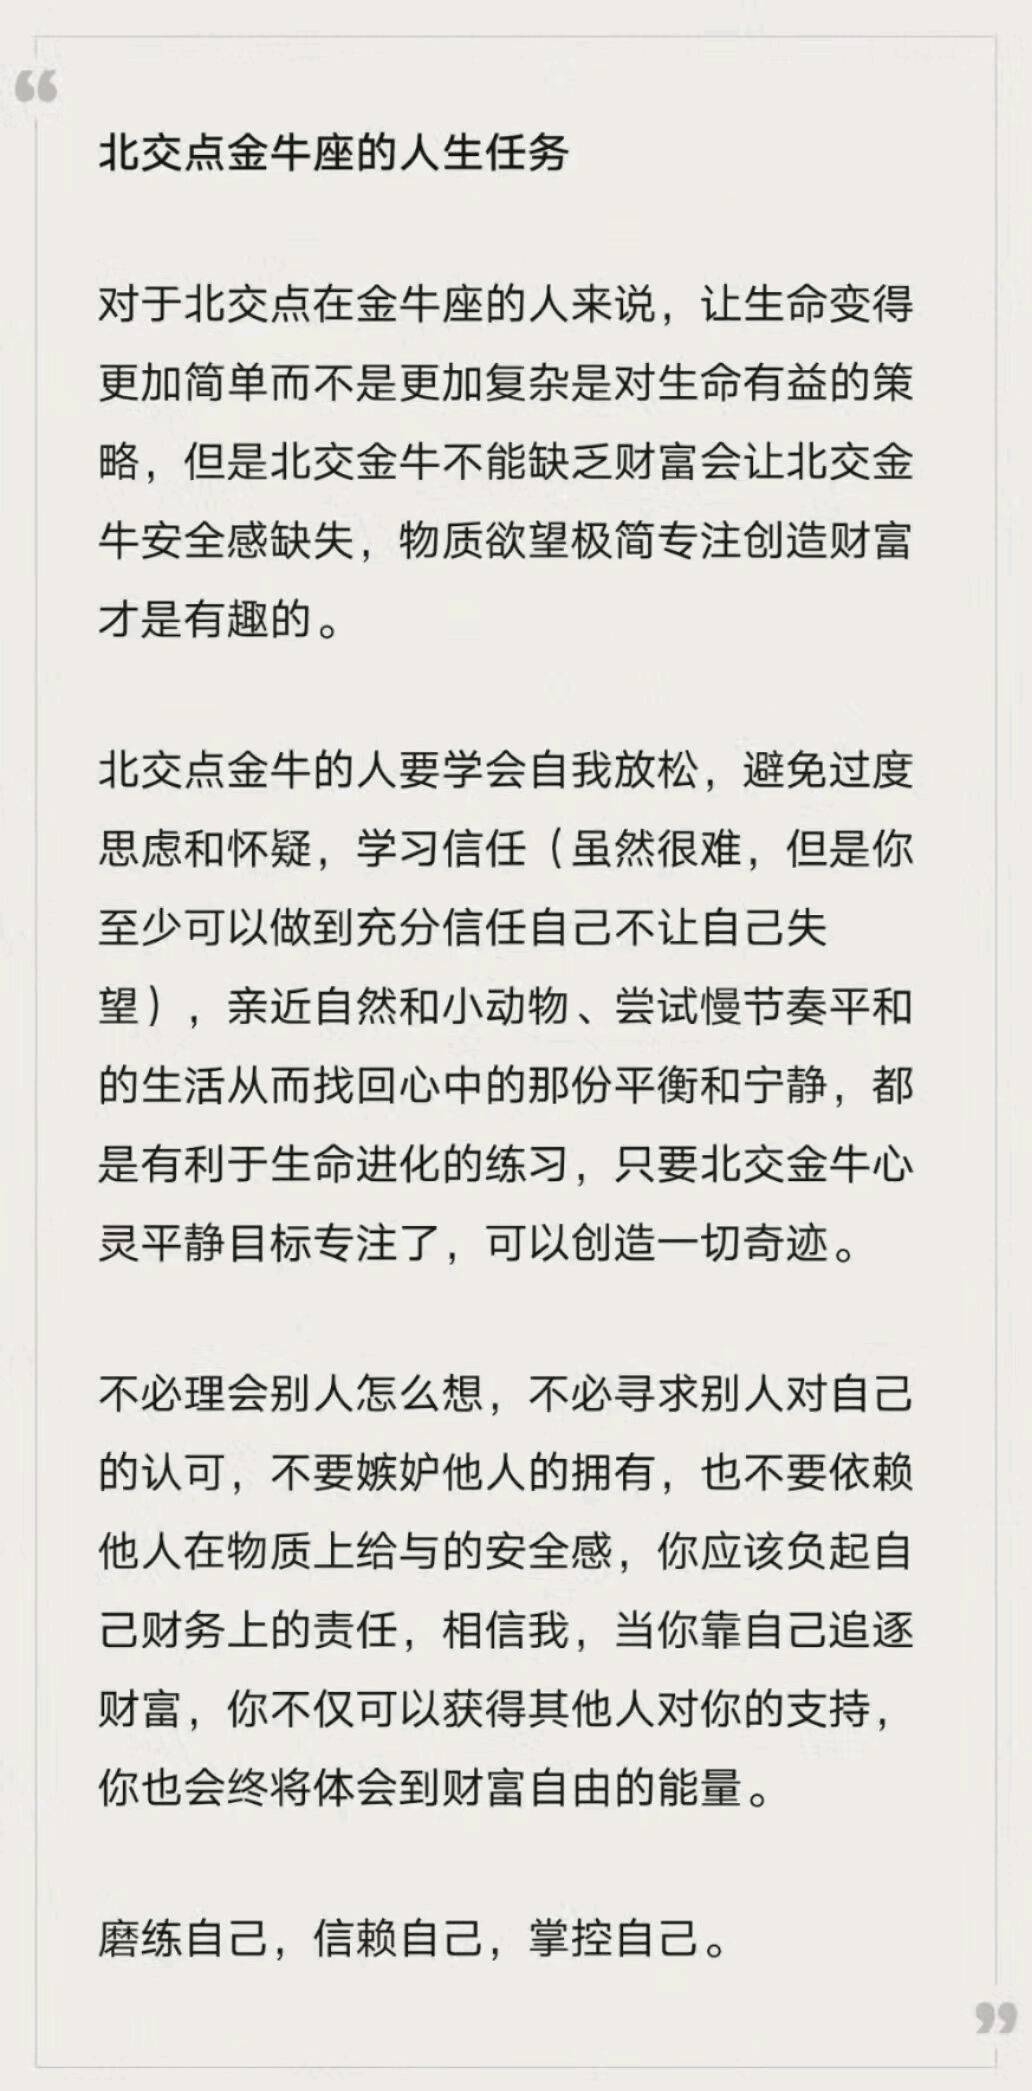 “
北交点金牛座的人生任务
对于北交点在金牛座的人来说，让生命变得
更加简单而不是更加复杂是对生命有益的策
略，但是北交金牛不能缺乏财富会让北交金
牛安全感缺失，物质欲望极简专注创造财富
才是有趣的。
北交点金牛的人要学会自我放松，避免过度
思虑和怀疑，学习信任（虽然很难，但是你
至少可以做到充分信任自己不让自己失
望），亲近自然和小动物、尝试慢节奏平和
的生活从而找回心中的那份平衡和宁静，都
是有利于生命进化的练习，只要北交金牛心
灵平静目标专注了，可以创造一切奇迹。
不必理会别人怎么想，不必寻求别人对自己
的认可，不要嫉妒他人的拥有，也不要依赖
他人在物质上给与的安全感，你应该负起自
己财务上的责任，相信我，当你靠自己追逐
财富，你不仅可以获得其他人对你的支持，
你也会终将体会到财富自由的能量。
磨练自己，信赖自己，掌控自己。
”